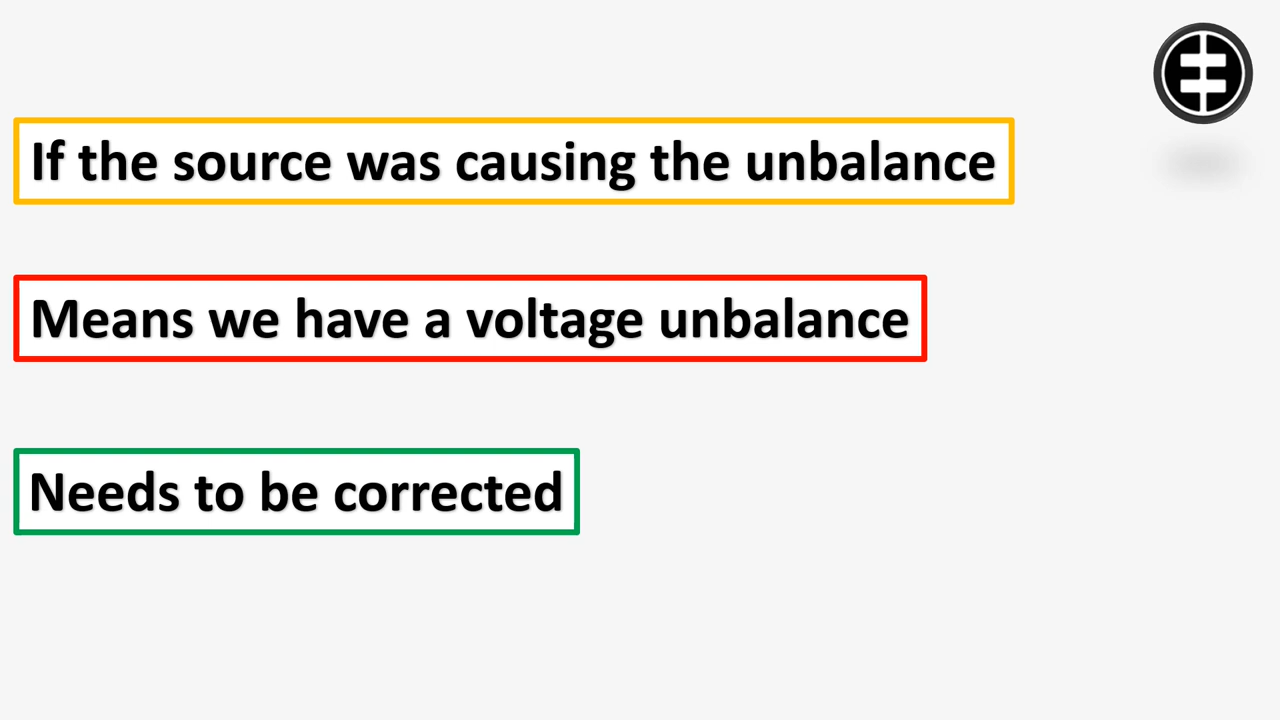 If the source was causing the unbalance
Means we have a voltage unbalance
Needs to be corrected